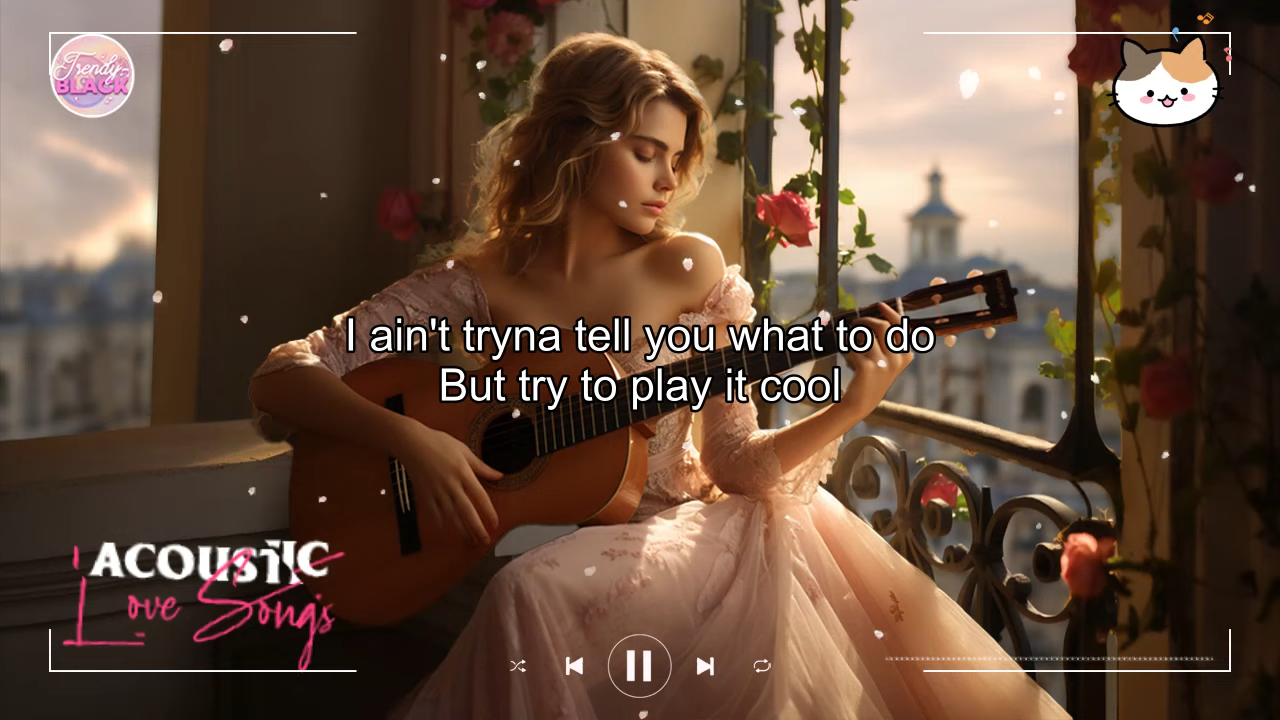 Trendy
BLACK
I ain't tryna tell you what to do
But try to play it cool
ACOUSTIC
Love Songs